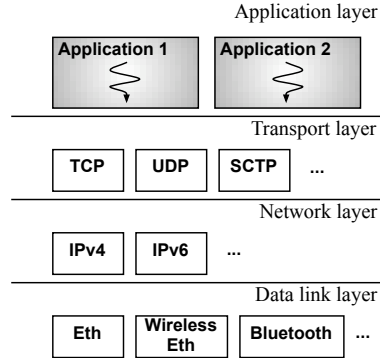 Application layer
Application 1 Application 2
Transport layer
TCP UDP SCTP ...
Network layer
IPv4 IPv6 ...
Data link layer
Eth Wireless Eth Bluetooth ...